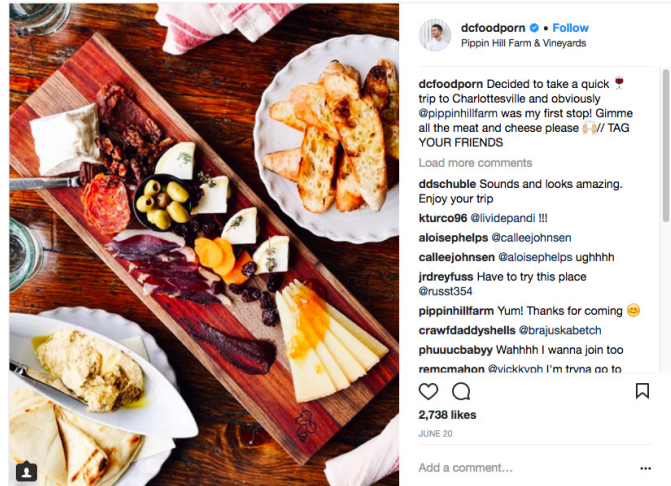 dcfoodporn • Follow
Pippin Hill Farm & Vineyards
dcfoodporn Decided to take a quick 🍷
trip to Charlottesville and obviously
@pippinhillfarm was my first stop! Gimme
all the meat and cheese please 🙌🏼// TAG
YOUR FRIENDS
Load more comments
ddschuble Sounds and looks amazing.
Enjoy your trip
kturco96 @lividepandi !!!
aloisephelps @calleejohnsen
calleejohnsen @aloisephelps ughhhh
jrdreyfuss Have to try this place
@russt354
pippinhillfarm Yum! Thanks for coming 😊
crawfdaddyshells @brajuskabetch
phuuucbabyy Wahhhh I wanna join too
remcmahon @vickkyph I'm tryna go to
2,738 likes
JUNE 20
Add a comment...